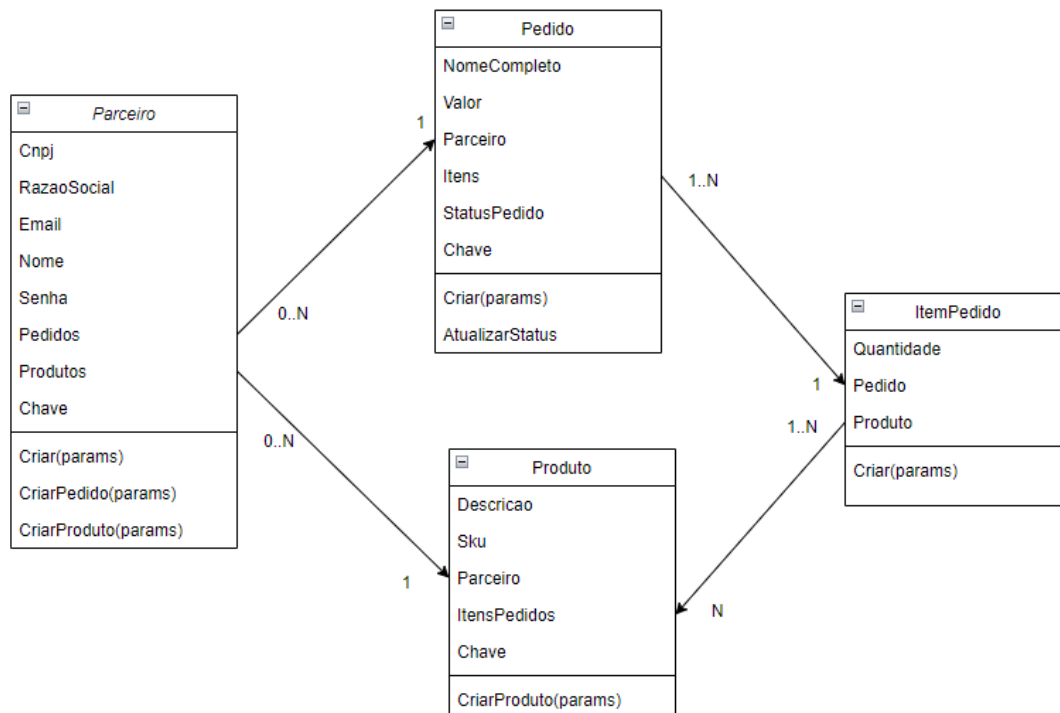 Parceiro
Cnpj
RazaoSocial
Email
Nome
Senha
Pedidos
Produtos
Chave
Criar(params)
CriarPedido(params)
CriarProduto(params)
1
0..N
0..N
1
Pedido
NomeCompleto
Valor
Parceiro
Itens
StatusPedido
Chave
Criar(params)
AtualizarStatus
1..N
1
ItemPedido
Quantidade
Pedido
Produto
Criar(params)
1..N
N
Produto
Descricao
Sku
Parceiro
ItensPedidos
Chave
CriarProduto(params)